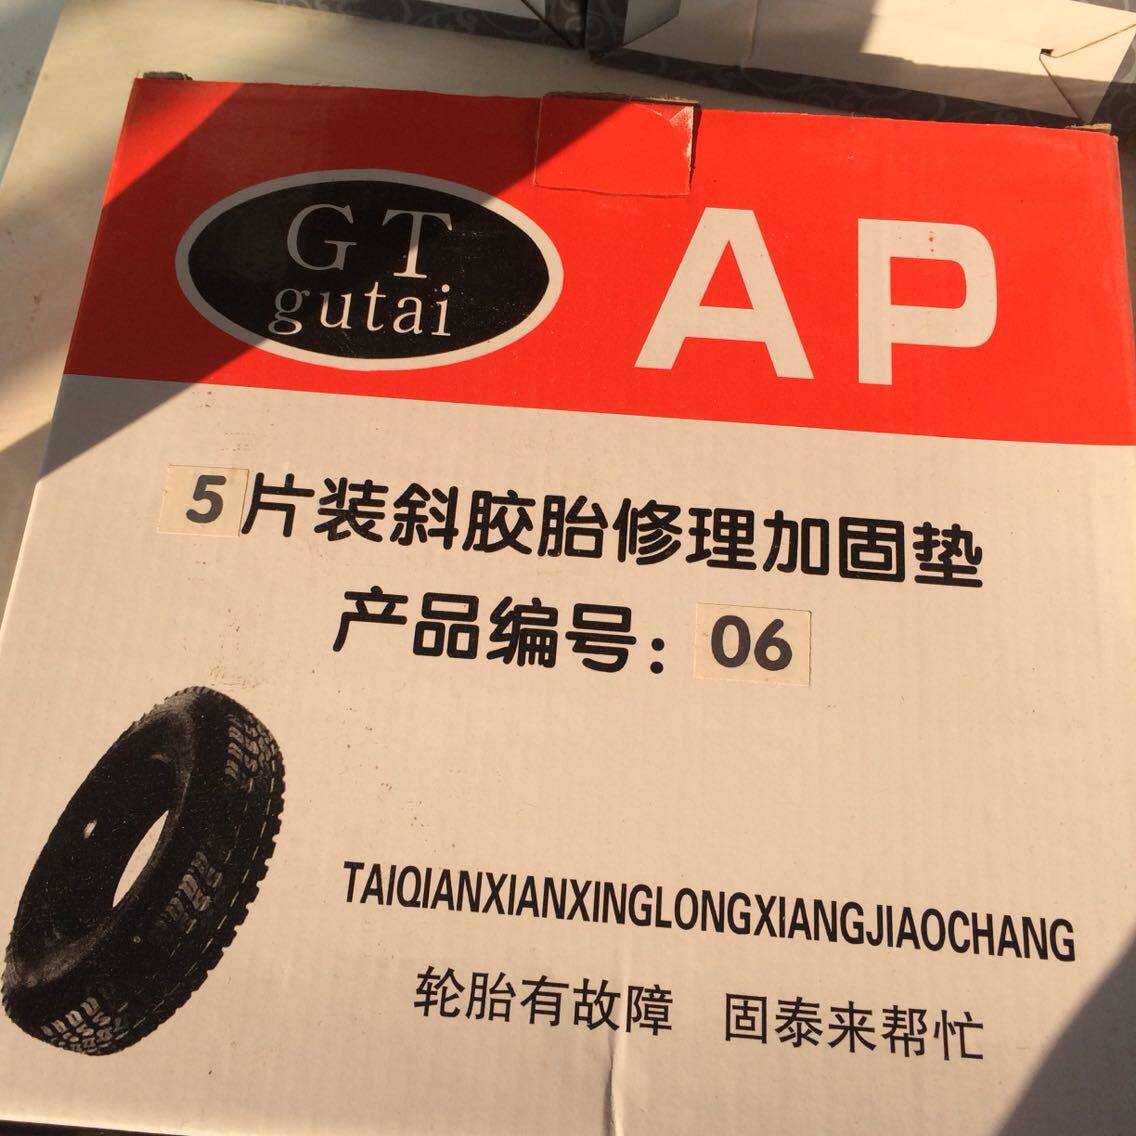 GT
gutai
AP
5片装斜胶胎修理加固垫
产品编号：06
TAIQIANXIANXINGLONGXIANGJIAOCHANG
轮胎有故障 固泰来帮忙